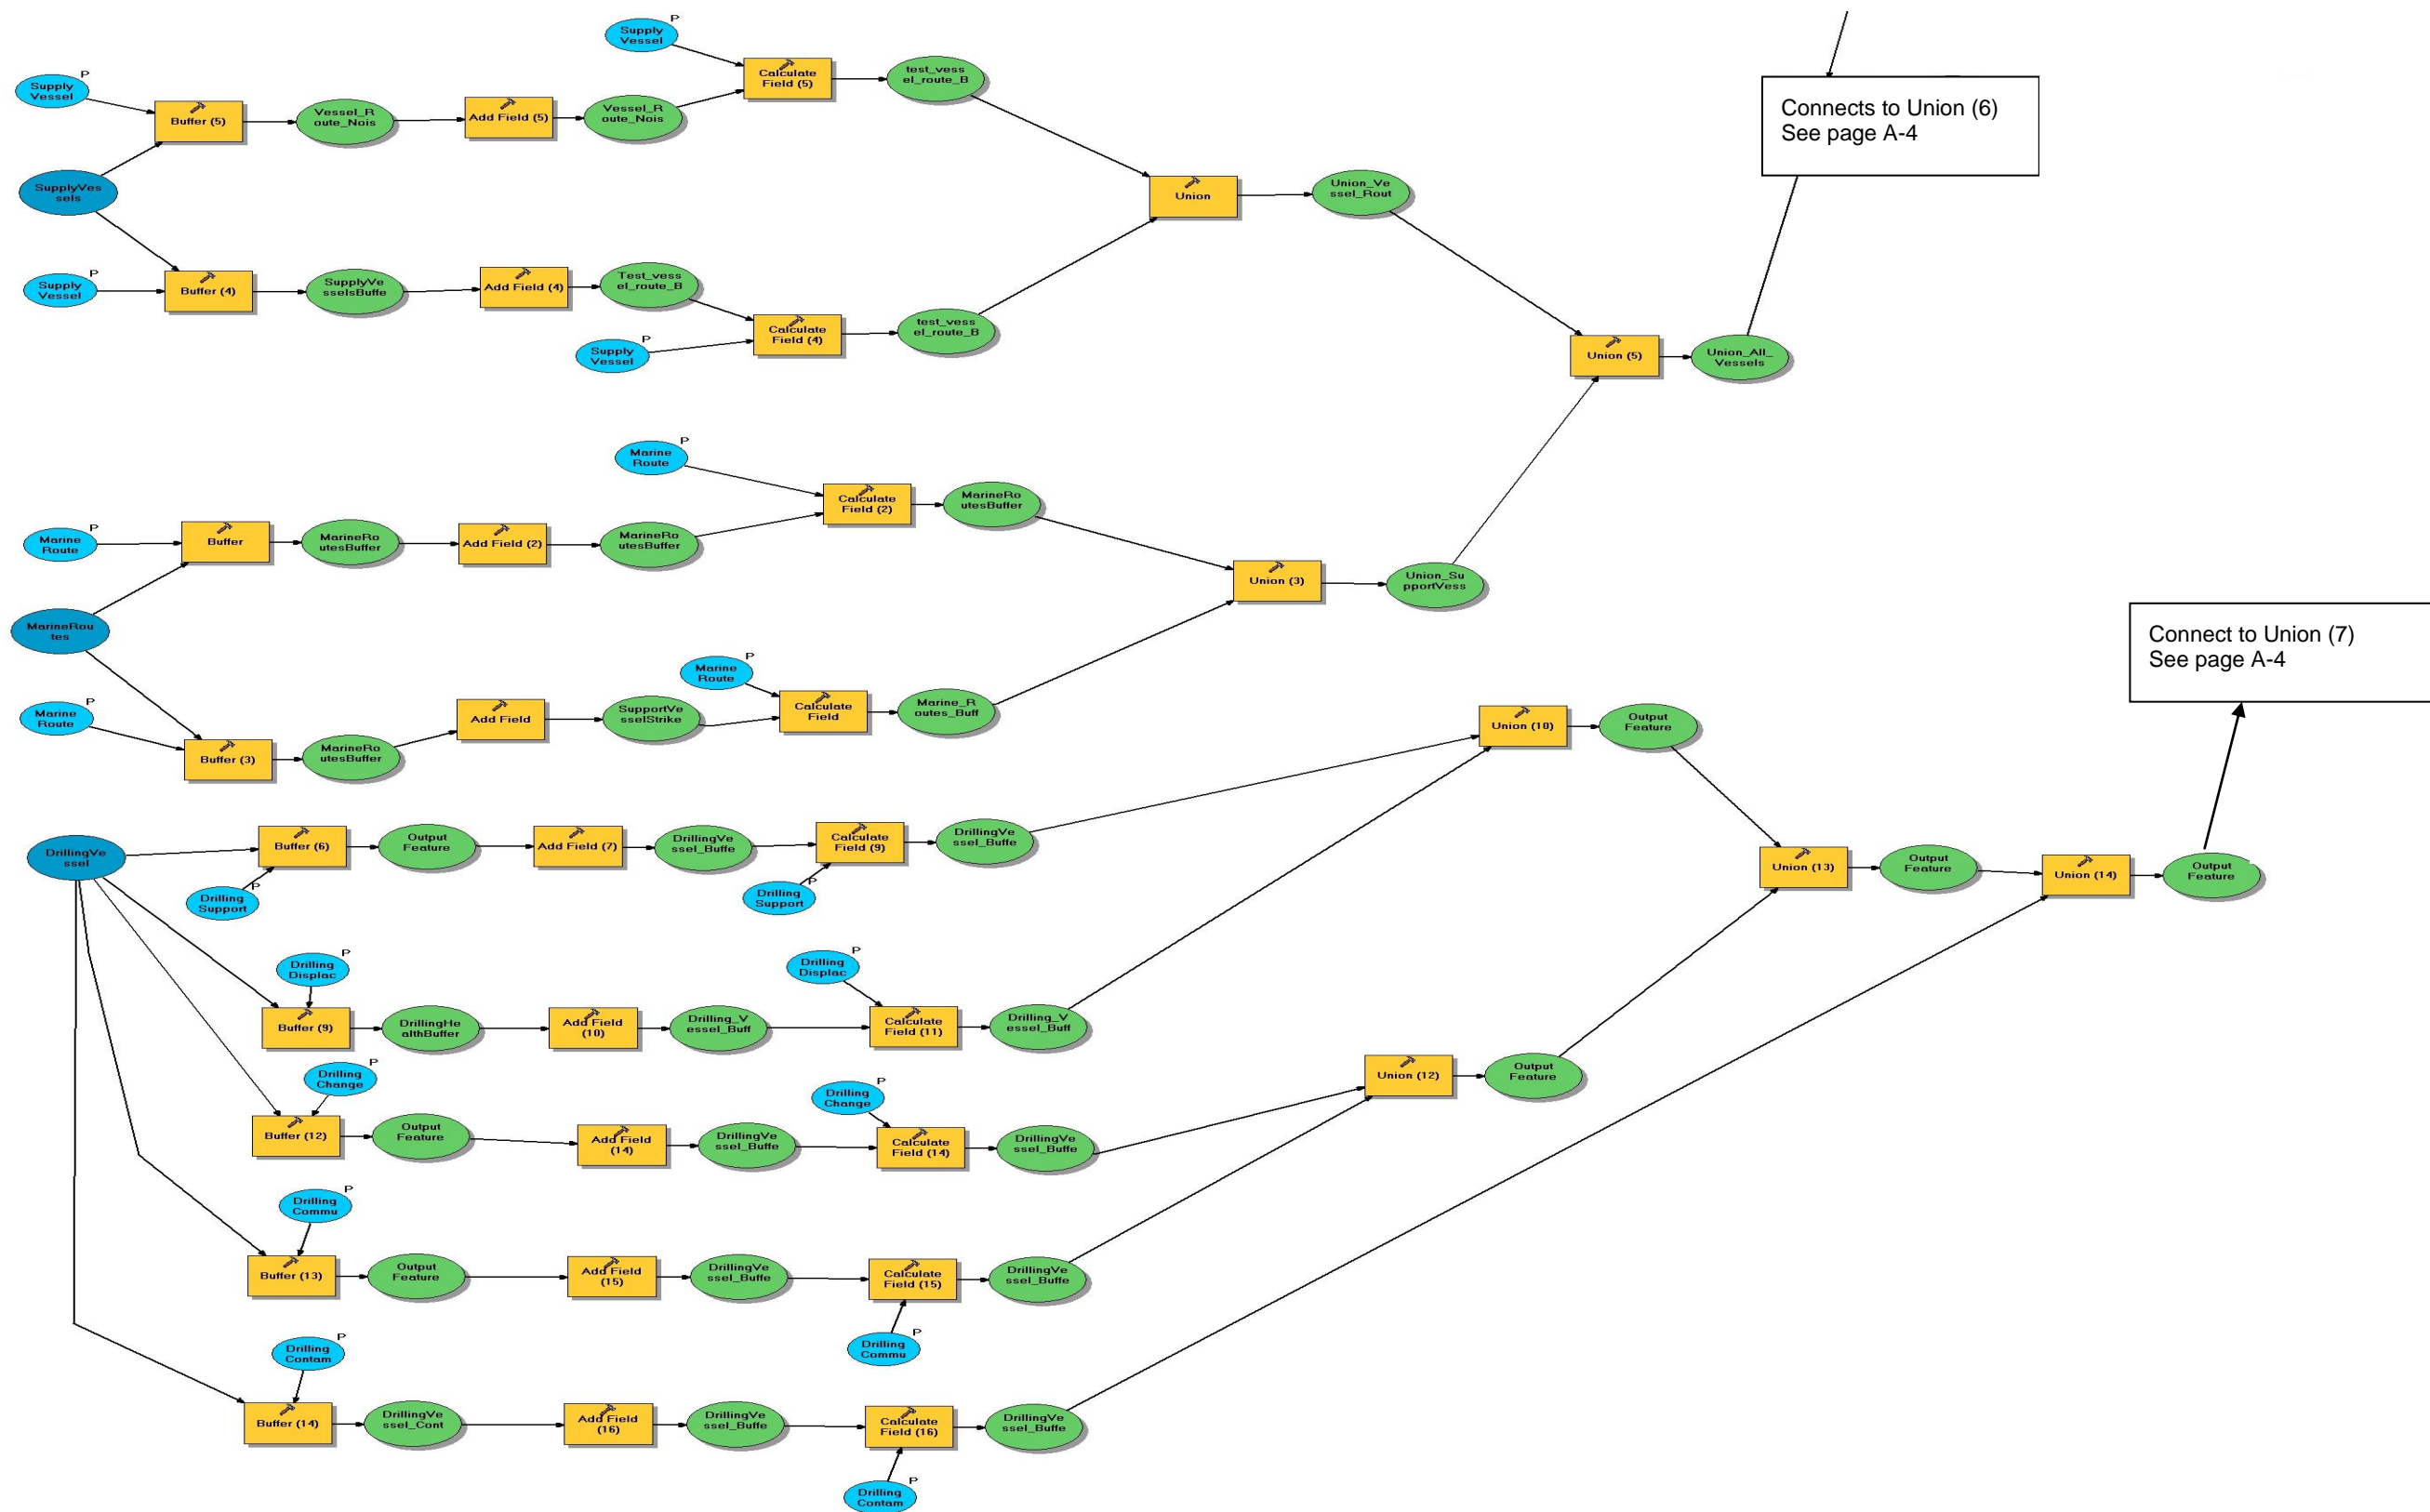 P
Supply
Vessel
P
Supply
Vessel
Buffer (5)
Vessel_R
oute_Nois
Add Field (5)
Vessel_R
oute_Nois
Calculate
Field (5)
test_vess
el_route_B
Connects to Union (6)
See page A-4
SupplyVes
sels
Union
Union_Ve
ssel_Rout
P
Supply
Vessel
Buffer (4)
SupplyVe
sselsBuffe
Add Field (4)
Test_vess
el_route_B
P
Supply
Vessel
Calculate
Field (4)
test_vess
el_route_B
Union (5)
Union_All_
Vessels
P
Marine
Route
P
Marine
Route
Buffer
MarineRo
utesBuffer
Add Field (2)
MarineRo
utesBuffer
Calculate
Field (2)
MarineRo
utesBuffer
Union (3)
Union_Su
pportVess
MarineRou
tes
Connect to Union (7)
See page A-4
P
Marine
Route
Buffer (3)
MarineRo
utesBuffer
Add Field
SupportVe
sselStrike
P
Marine
Route
Calculate
Field
Marine_R
outes_Buff
Union (10)
Output
Feature
DrillingVe
ssel
Buffer (6)
P
Drilling
Support
Output
Feature
Add Field (7)
DrillingVe
ssel_Buffe
Calculate
Field (9)
P
Drilling
Support
DrillingVe
ssel_Buffe
Union (13)
Output
Feature
Union (14)
Output
Feature
P
Drilling
Displac
Buffer (9)
DrillingHe
althBuffer
Add Field
(10)
Drilling_V
essel_Buff
P
Drilling
Displac
Calculate
Field (11)
Drilling_V
essel_Buff
P
Drilling
Change
Buffer (12)
Output
Feature
Add Field
(14)
DrillingVe
ssel_Buffe
P
Drilling
Change
Calculate
Field (14)
DrillingVe
ssel_Buffe
Union (12)
Output
Feature
P
Drilling
Commu
Buffer (13)
Output
Feature
Add Field
(15)
DrillingVe
ssel_Buffe
Calculate
Field (15)
P
Drilling
Commu
DrillingVe
ssel_Buffe
P
Drilling
Contam
Buffer (14)
DrillingVe
ssel_Cont
Add Field
(16)
DrillingVe
ssel_Buffe
Calculate
Field (16)
P
Drilling
Contam
DrillingVe
ssel_Buffe